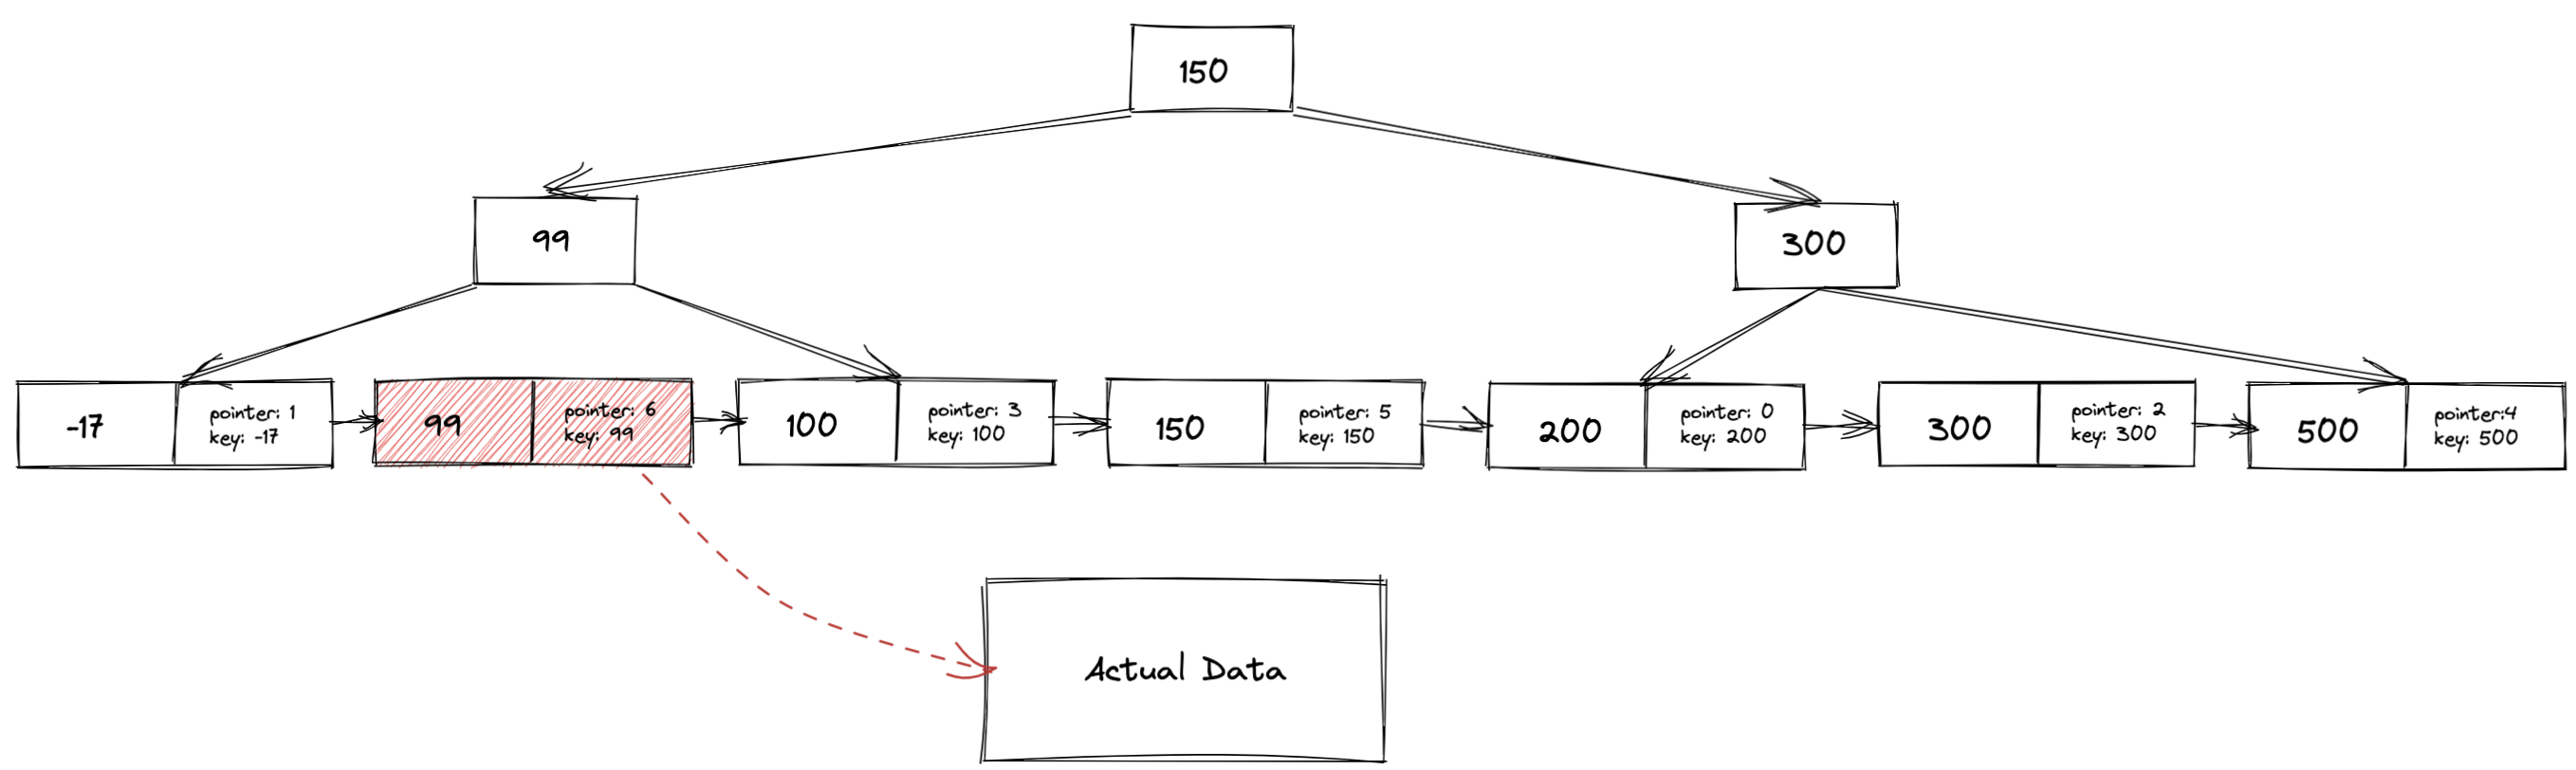 150
99
300
-17
pointer: 1
key: -17
99
pointer: 6
key: 99
100
pointer: 3
key: 100
150
pointer: 5
key: 150
200
pointer: 0
key: 200
300
pointer: 2
key: 300
500
pointer:4
key: 500
Actual Data